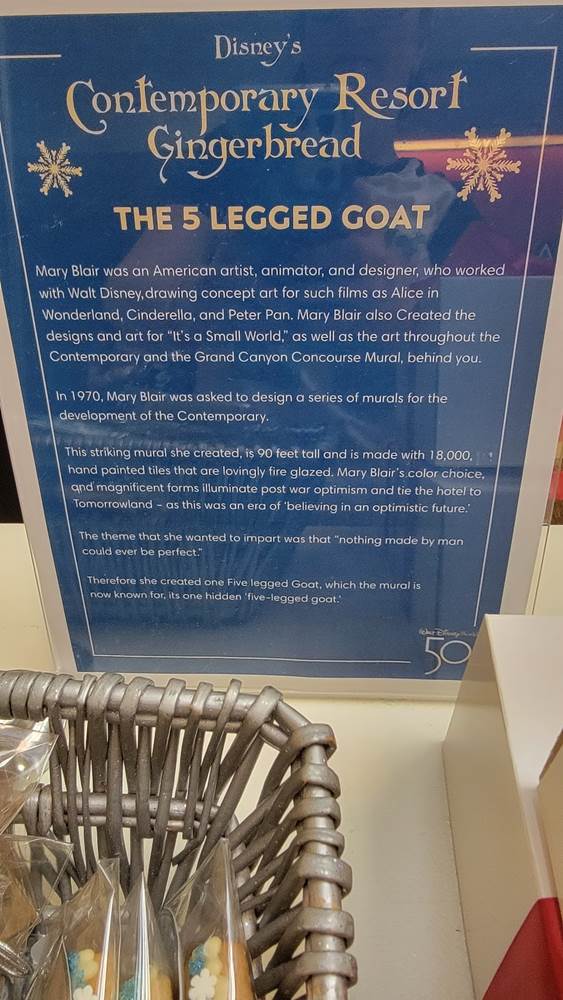 Disney's
Contemporary Resort
Gingerbread
THE 5 LEGGED GOAT
Mary Blair was an American artist, animator, and designer, who worked
with Walt Disney, drawing concept art for such films as Alice in
Wonderland, Cinderella, and Peter Pan. Mary Blair also Created the
designs and art for "It's a Small World," as well as the art throughout the
Contemporary and the Grand Canyon Concourse Mural, behind you.
In 1970, Mary Blair was asked to design a series of murals for the
development of the Contemporary.
This striking mural she created, is 90 feet tall and is made with 18,000,
hand painted tiles that are lovingly fire glazed. Mary Blair's color choice,
and magnificent forms illuminate post war optimism and tie the hotel to
Tomorrowland – as this was an era of 'believing in an optimistic future.'
The theme that she wanted to impart was that "nothing made by man
could ever be perfect."
Therefore she created one Five legged Goat, which the mural is
now known for, its one hidden 'five-legged goat.'
Walt Disney World
50